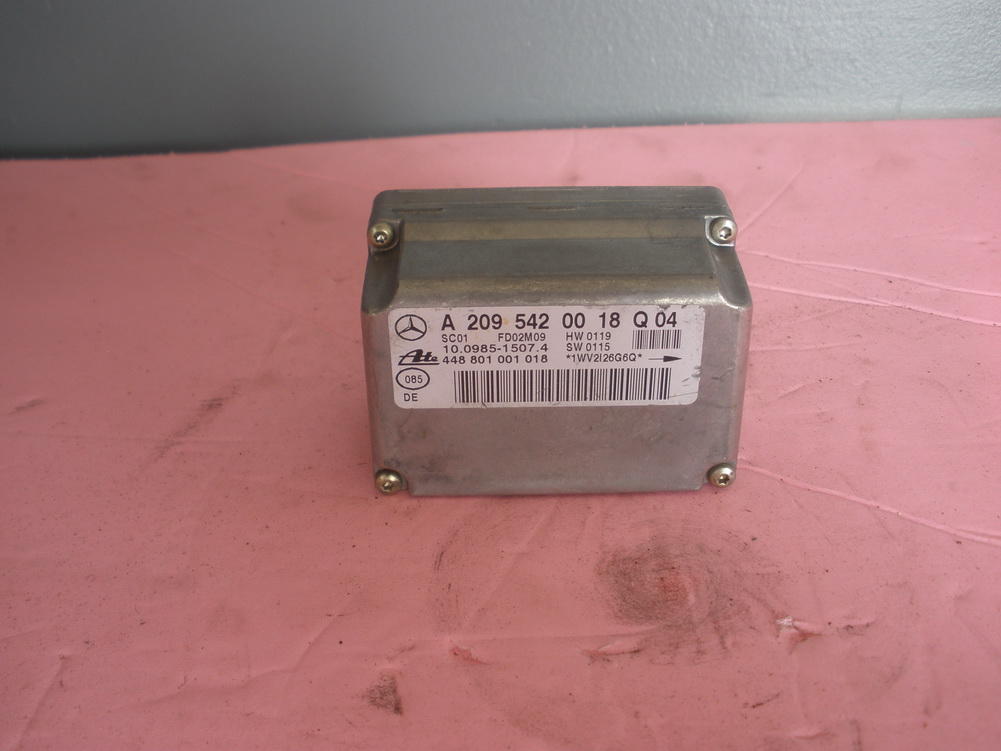 A 209 542 00 18 Q 04
SC01 FD02M09 HW 0119
10.0985-1507.4 SW 0115
Ate 448 801 001 018 *1WV2I26G6Q*
085
DE